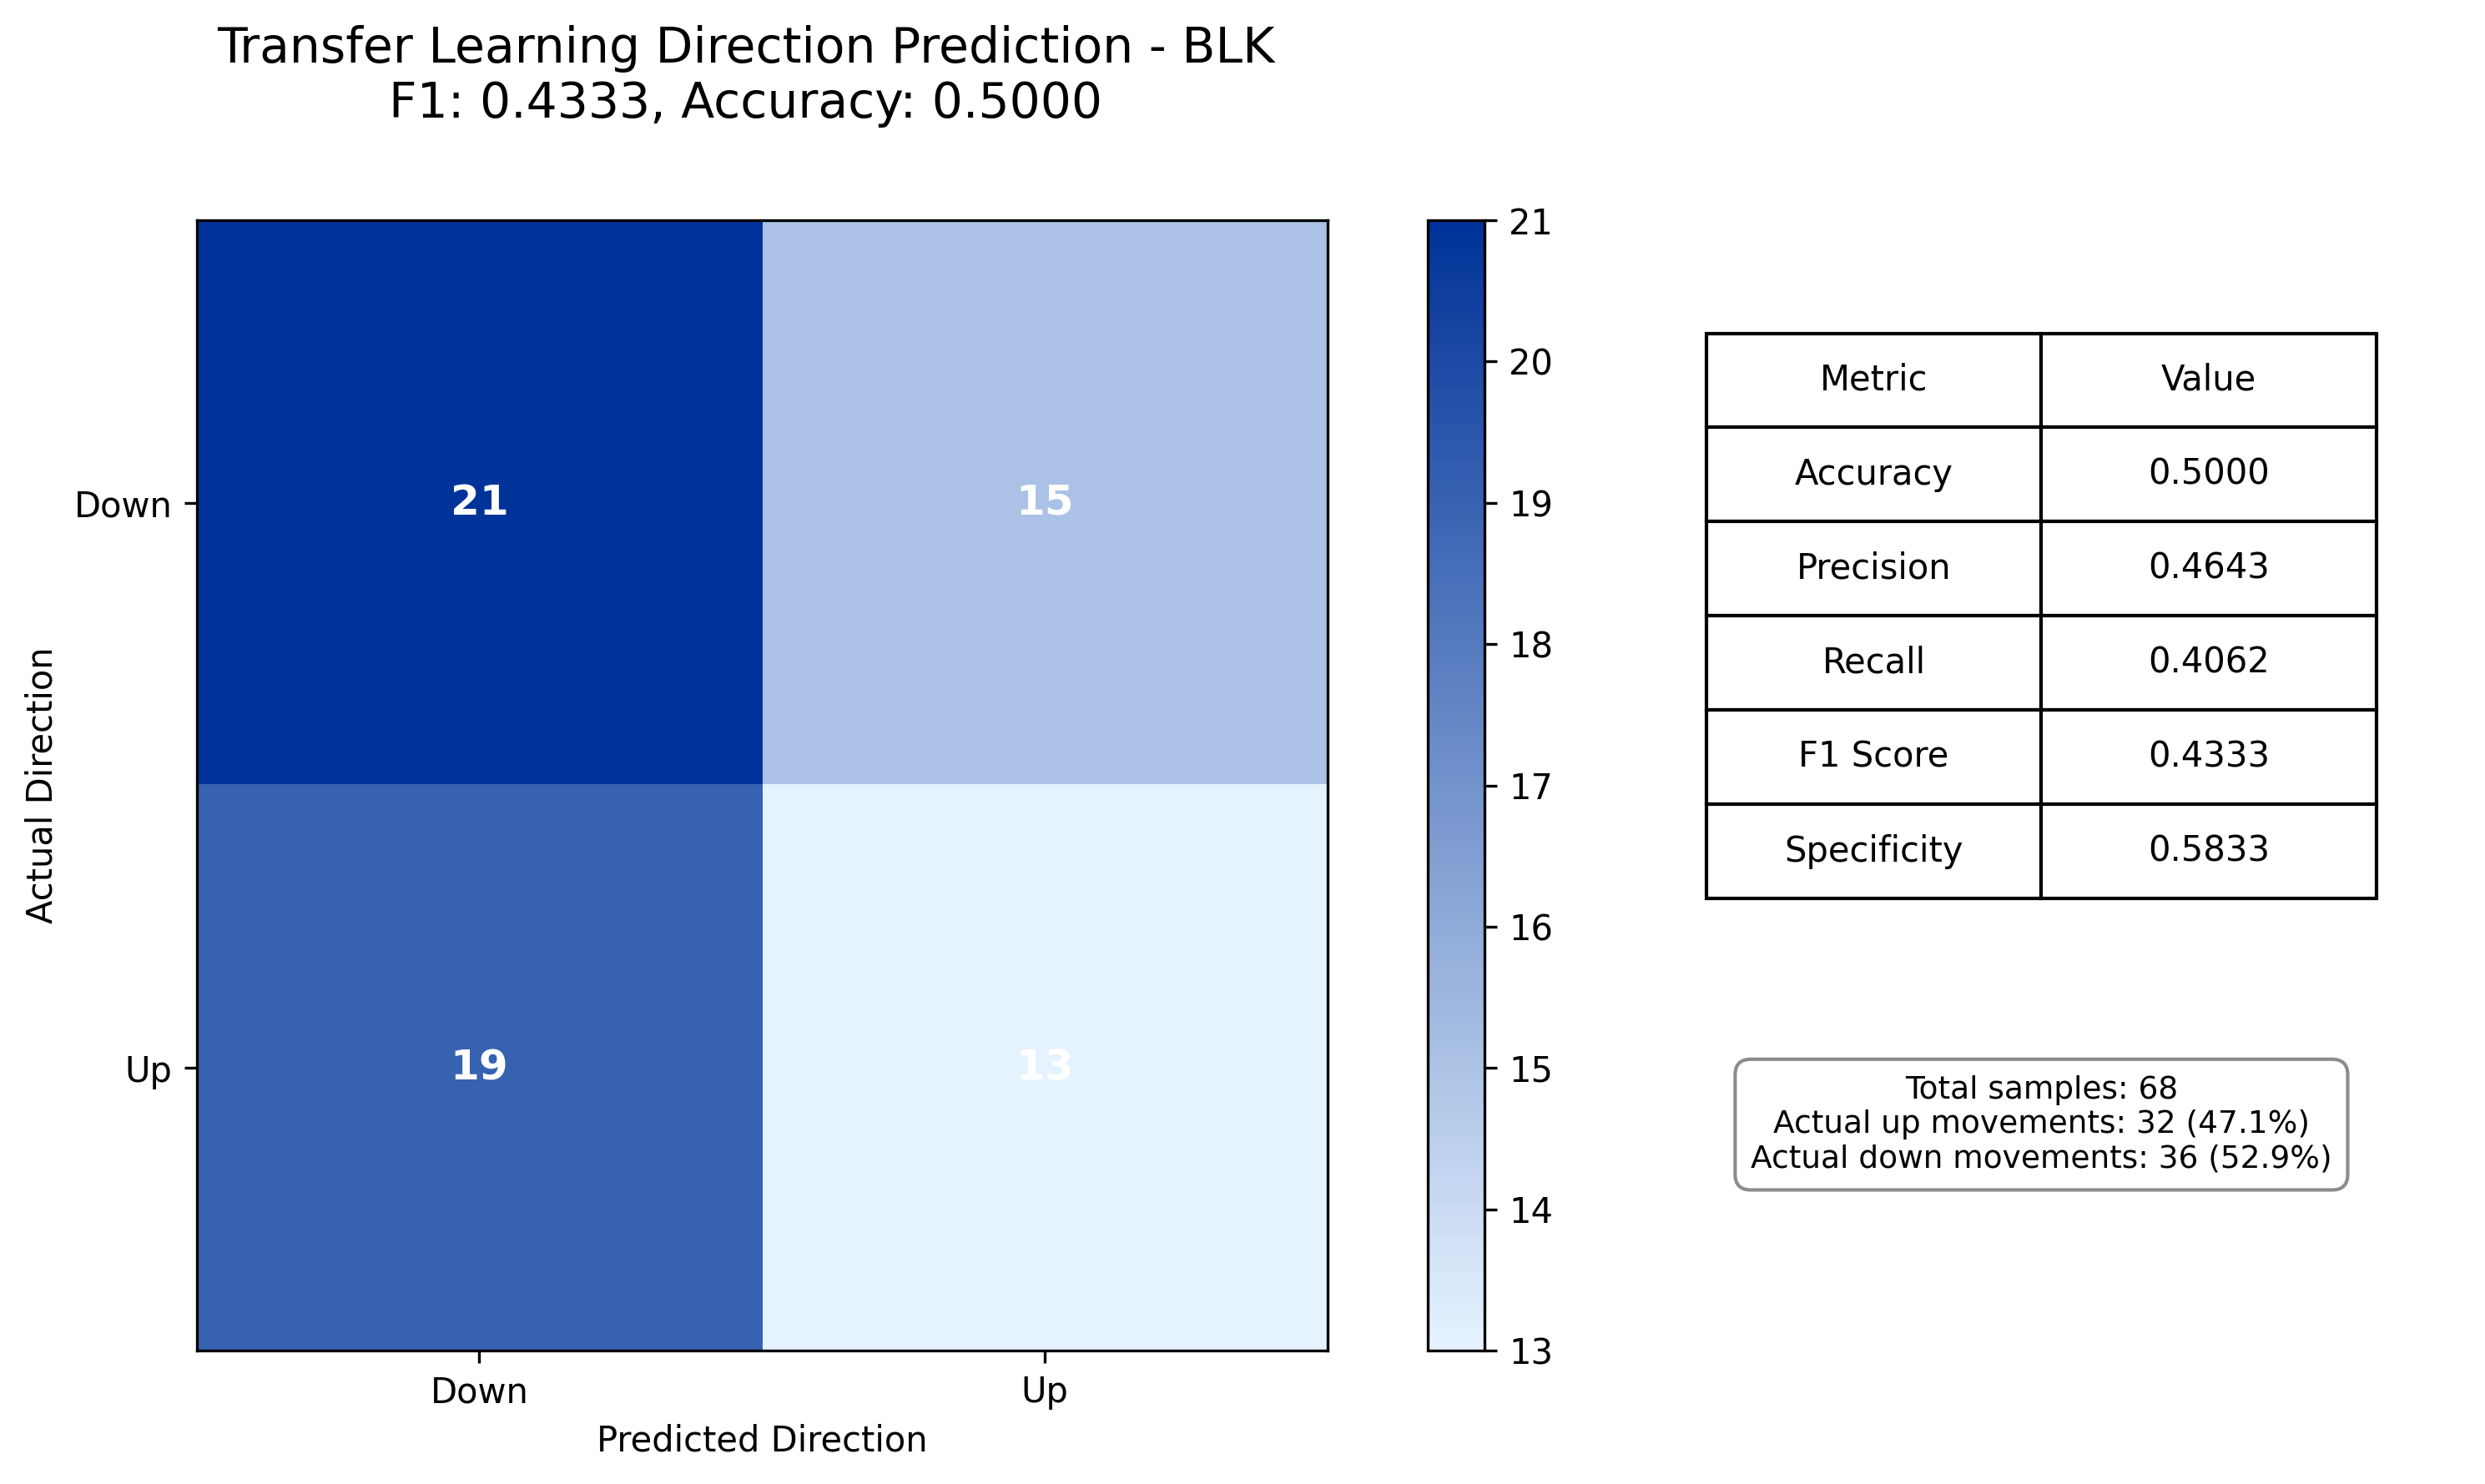 Transfer Learning Direction Prediction - BLK
F1: 0.4333, Accuracy: 0.5000
Actual Direction
Down
Up
21
15
19
13
Down
Up
Predicted Direction
21
20
19
18
17
16
15
14
13
Metric Value
Accuracy 0.5000
Precision 0.4643
Recall 0.4062
F1 Score 0.4333
Specificity 0.5833
Total samples: 68
Actual up movements: 32 (47.1%)
Actual down movements: 36 (52.9%)